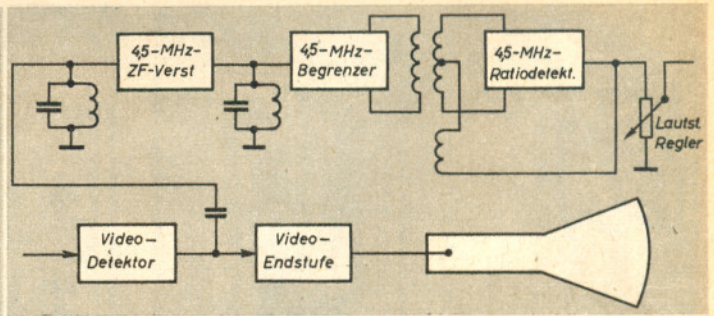 4,5-MHz-
ZF-Verst
4,5-MHz-
Begrenzer
4,5-MHz-
Ratiodetekt.
Lautst.
Regler
Video-
Detektor
Video-
Endstufe